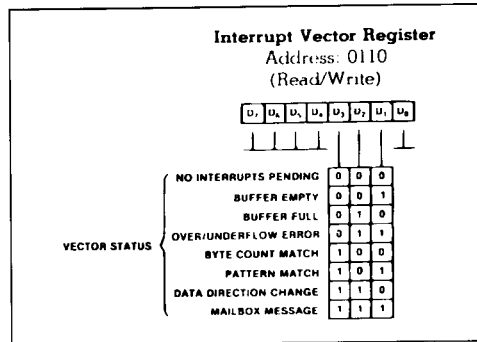 Interrupt Vector Register
Address: 0110
(Read/Write)
D₇ D₆ D₅ D₄ D₃ D₂ D₁ D₀
NO INTERRUPTS PENDING 0 0 0
BUFFER EMPTY 0 0 1
BUFFER FULL 0 1 0
OVER/UNDERFLOW ERROR 0 1 1
VECTOR STATUS
BYTE COUNT MATCH 1 0 0
PATTERN MATCH 1 0 1
DATA DIRECTION CHANGE 1 1 0
MAILBOX MESSAGE 1 1 1